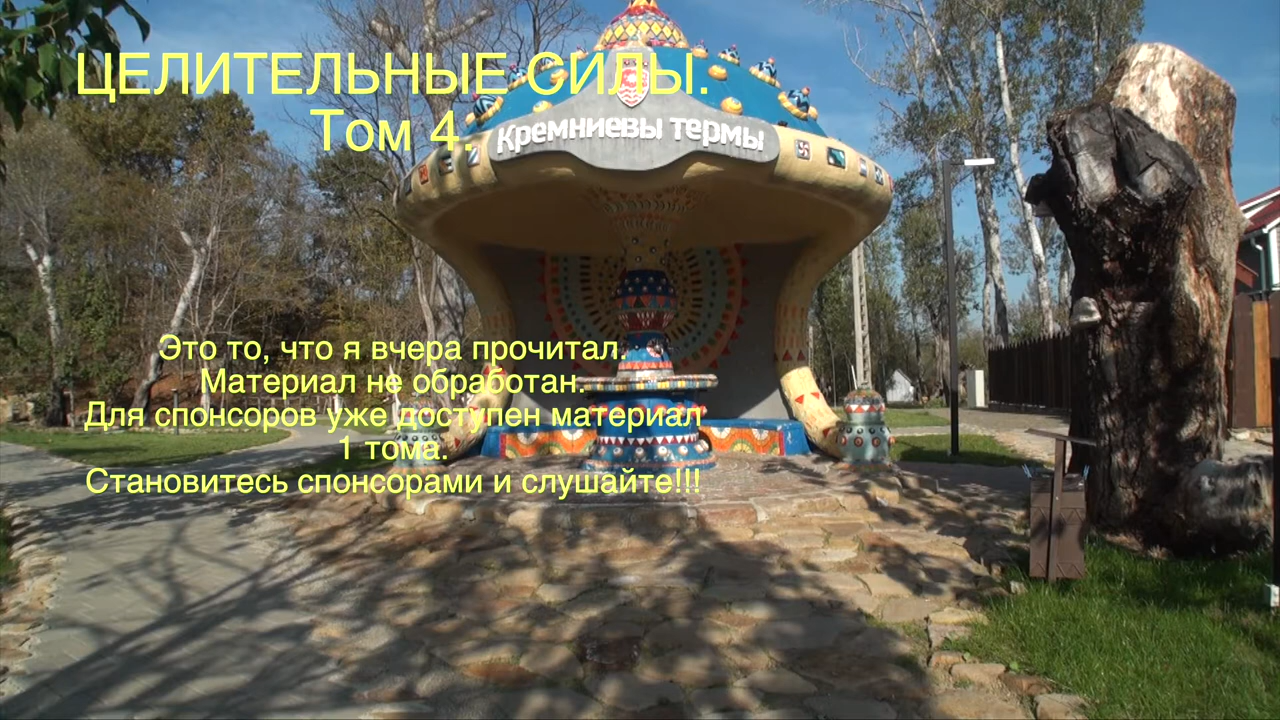 ЦЕЛИТЕЛЬНЫЕ СИЛЫ.
Том 4.
Кремниевы термы
Это то, что я вчера прочитал.
Материал не обработан.
Для спонсоров уже доступен материал
1 тома.
Становитесь спонсорами и слушайте!!!